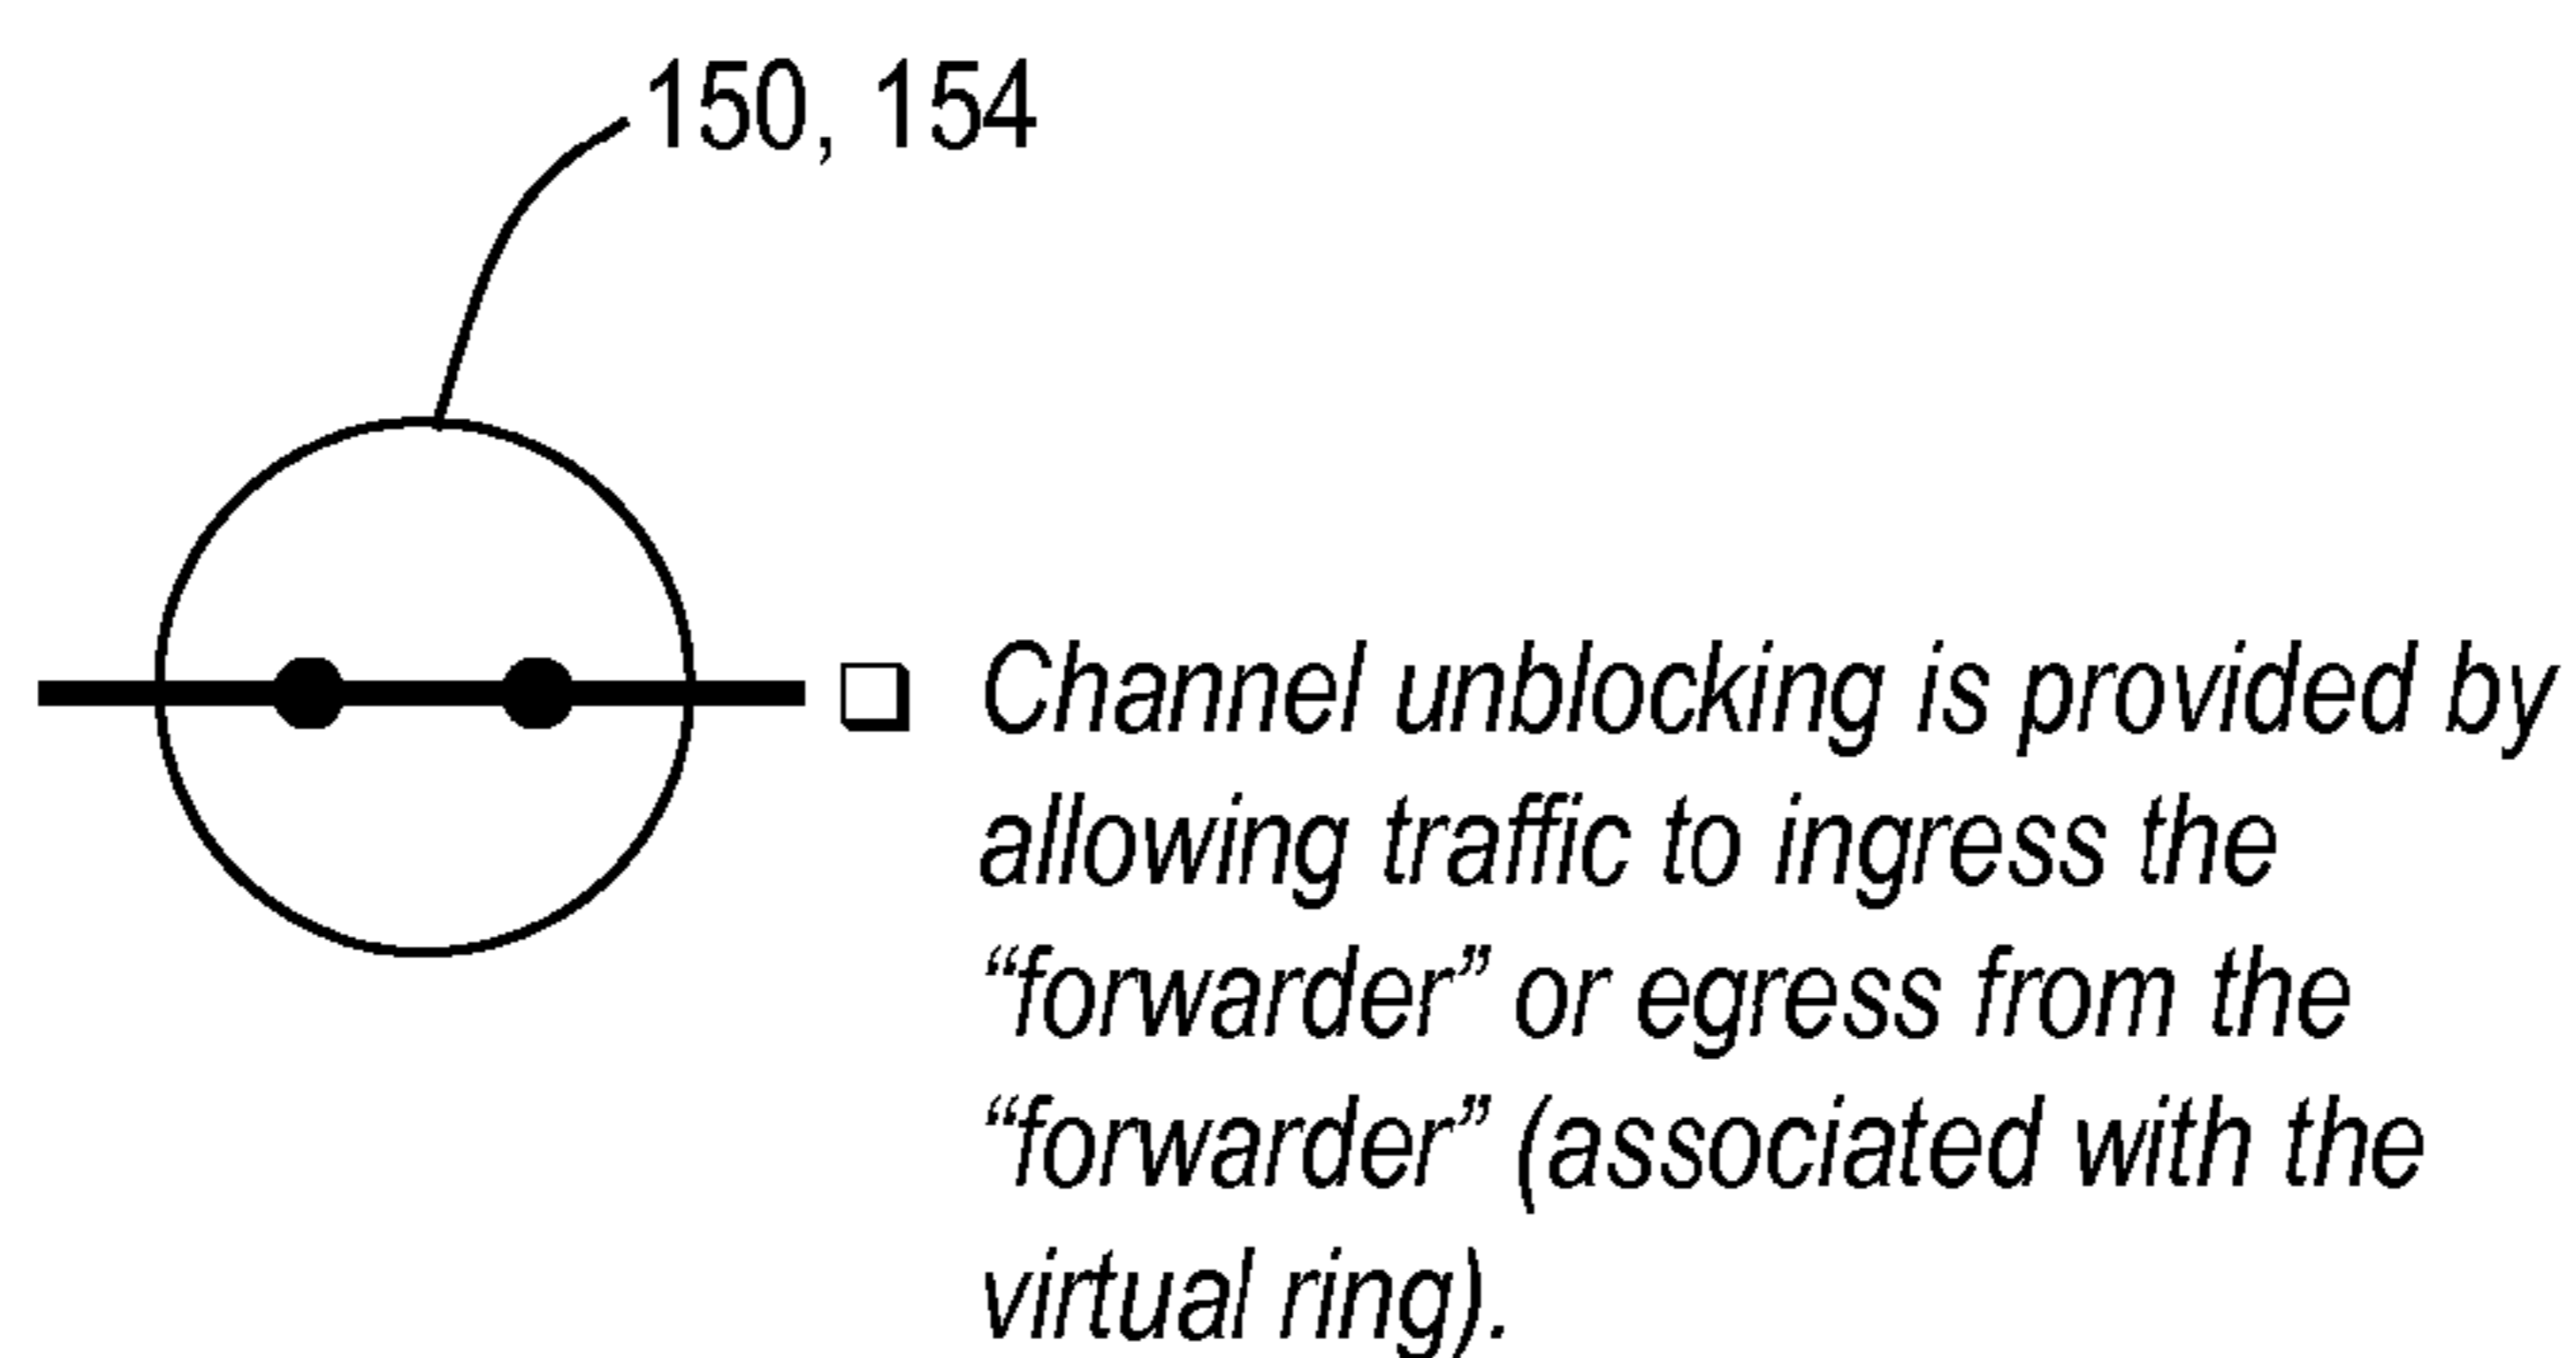 150, 154
❑ Channel unblocking is provided by
allowing traffic to ingress the
“forwarder” or egress from the
“forwarder” (associated with the
virtual ring).